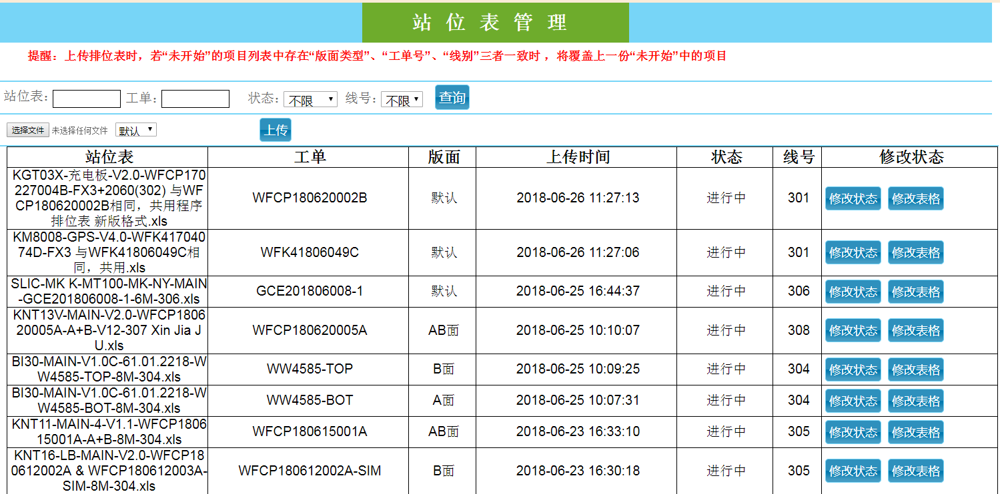 站位表管理
提醒：上传排位表时，若“未开始”的项目列表中存在“版面类型”、“工单号”、“线别”三者一致时，将覆盖上一份“未开始”中的项目
站位表： 工单： 状态： 不限 线号： 不限 查询
选择文件 未选择任何文件 默认 上传
站位表 工单 版面 上传时间 状态 线号 修改状态
KGT03X-充电板-V2.0-WFCP170
227004B-FX3+2060(302) 与WF
CP180620002B相同，共用程序
排位表 新版格式.xls
WFCP180620002B 默认 2018-06-26 11:27:13 进行中 301 修改状态 修改表格
KM8008-GPS-V4.0-WFK417040
74D-FX3 与WFK41806049C相
同，共用.xls
WFK41806049C 默认 2018-06-26 11:27:06 进行中 301 修改状态 修改表格
SLIC-MK K-MT100-MK-NY-MAIN
-GCE201806008-1-6M-306.xls
GCE201806008-1 默认 2018-06-25 16:44:37 进行中 306 修改状态 修改表格
KNT13V-MAIN-V2.0-WFCP1806
20005A-A+B-V12-307 Xin Jia J
U.xls
WFCP180620005A AB面 2018-06-25 10:10:07 进行中 308 修改状态 修改表格
BI30-MAIN-V1.0C-61.01.2218-W
W4585-TOP-8M-304.xls
WW4585-TOP B面 2018-06-25 10:09:25 进行中 304 修改状态 修改表格
BI30-MAIN-V1.0C-61.01.2218-W
W4585-BOT-8M-304.xls
WW4585-BOT A面 2018-06-25 10:07:31 进行中 304 修改状态 修改表格
KNT11-MAIN-4-V1.1-WFCP1806
15001A-A+B-8M-304.xls
WFCP180615001A AB面 2018-06-23 16:33:10 进行中 305 修改状态 修改表格
KNT16-LB-MAIN-V2.0-WFCP18
0612002A & WFCP180612003A-
SIM-8M-304.xls
WFCP180612002A-SIM B面 2018-06-23 16:30:18 进行中 305 修改状态 修改表格